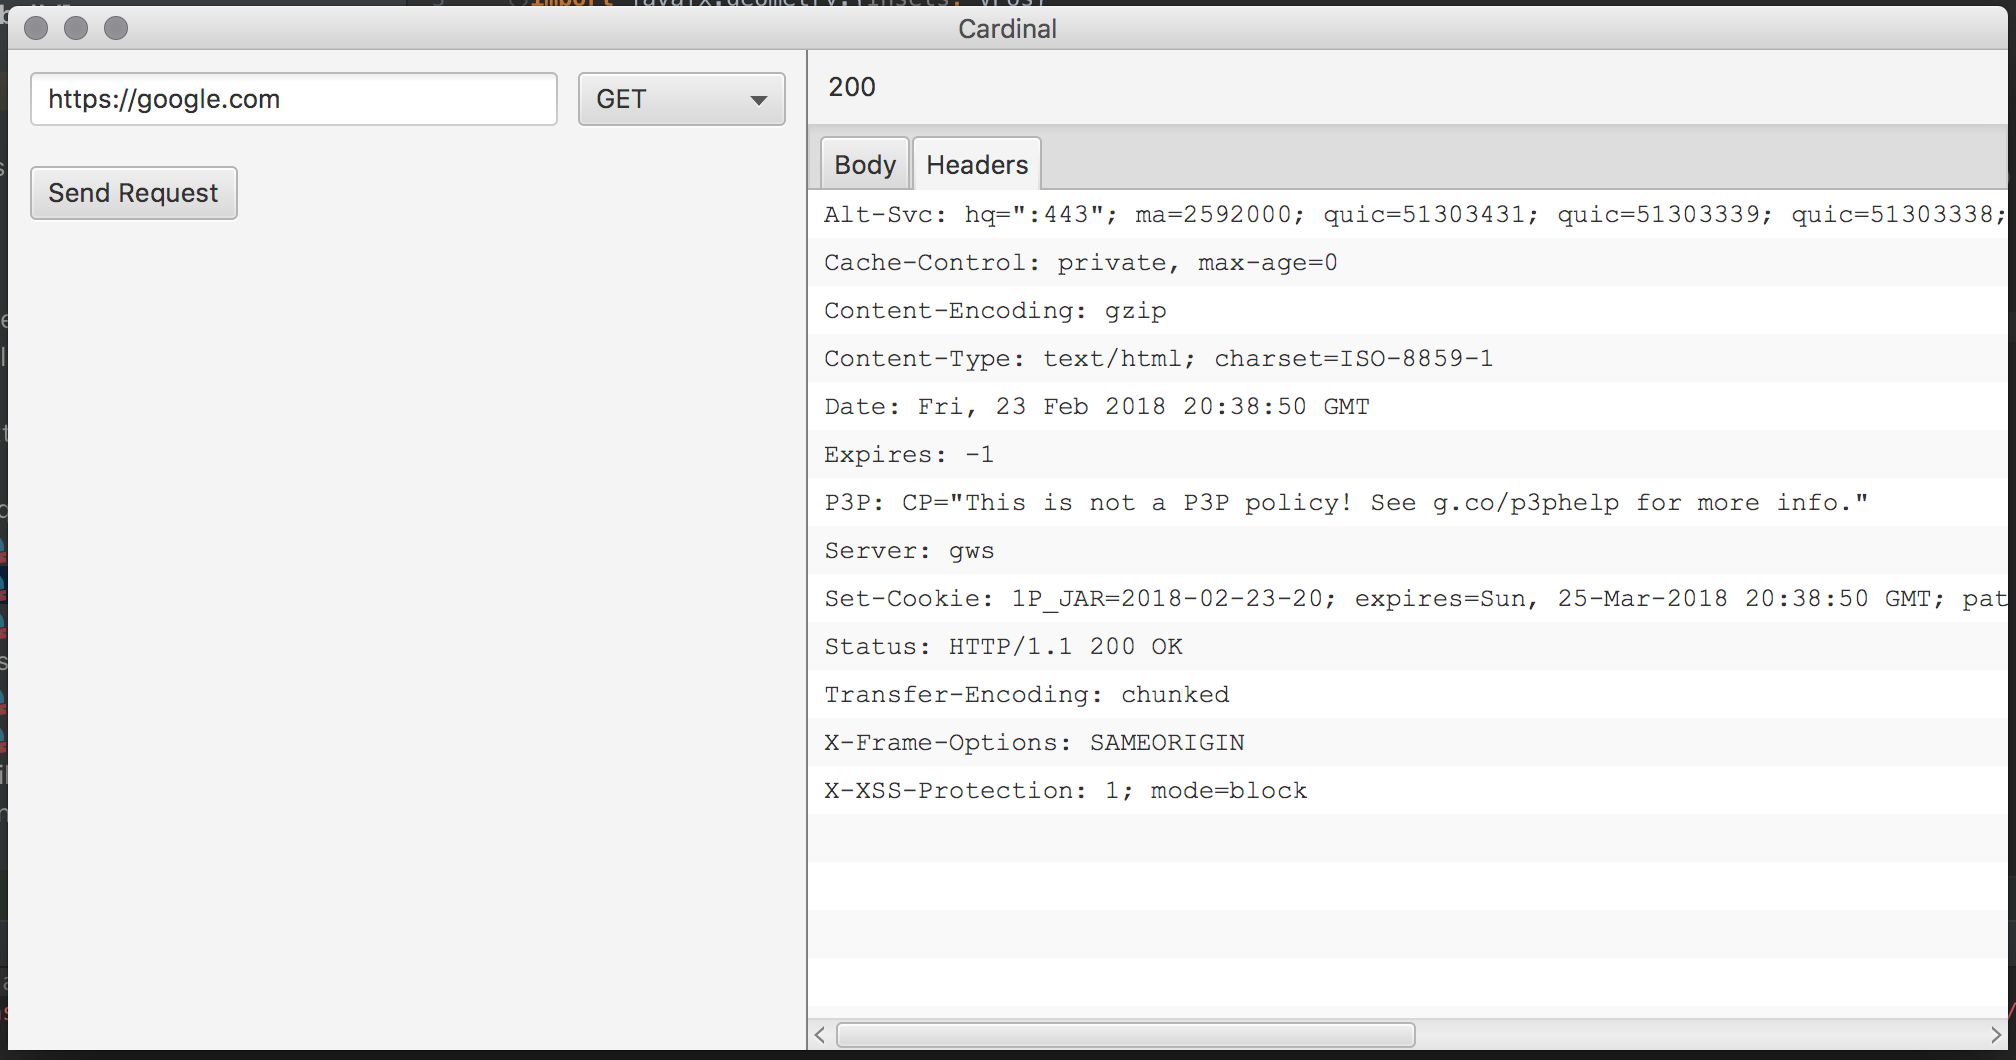 Cardinal
https://google.com
GET
Send Request
200
Body
Headers
Alt-Svc: hq=":443"; ma=2592000; quic=51303431; quic=51303339; quic=51303338;
Cache-Control: private, max-age=0
Content-Encoding: gzip
Content-Type: text/html; charset=ISO-8859-1
Date: Fri, 23 Feb 2018 20:38:50 GMT
Expires: -1
P3P: CP="This is not a P3P policy! See g.co/p3phelp for more info."
Server: gws
Set-Cookie: 1P_JAR=2018-02-23-20; expires=Sun, 25-Mar-2018 20:38:50 GMT; pat
Status: HTTP/1.1 200 OK
Transfer-Encoding: chunked
X-Frame-Options: SAMEORIGIN
X-XSS-Protection: 1; mode=block